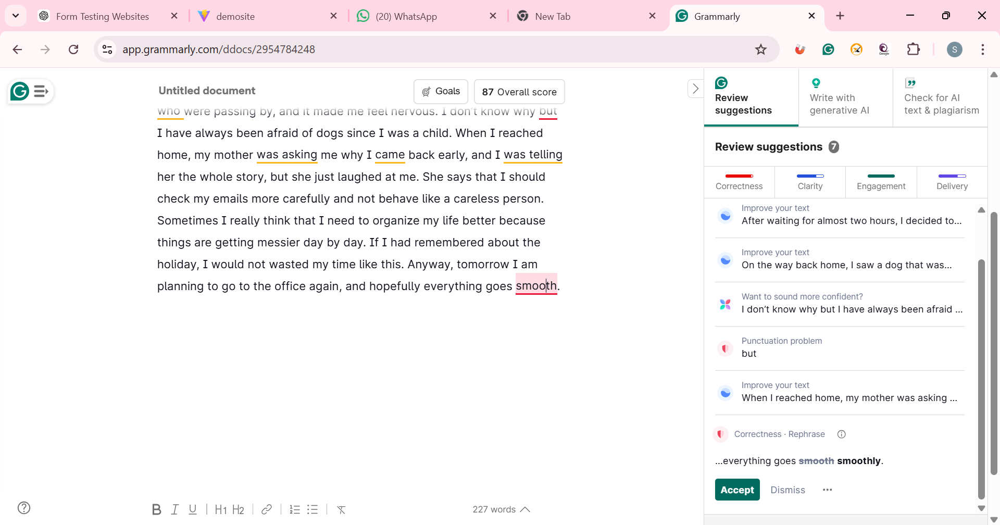 Form Testing Websites
demosite
(20) WhatsApp
New Tab
Grammarly
app.grammarly.com/ddocs/2954784248
S
Untitled document
Goals
87 Overall score
who were passing by, and it made me feel nervous. I don't know why but
I have always been afraid of dogs since I was a child. When I reached
home, my mother was asking me why I came back early, and I was telling
her the whole story, but she just laughed at me. She says that I should
check my emails more carefully and not behave like a careless person.
Sometimes I really think that I need to organize my life better because
things are getting messier day by day. If I had remembered about the
holiday, I would not wasted my time like this. Anyway, tomorrow I am
planning to go to the office again, and hopefully everything goes smooth.
B I U H1 H2
227 words
Review
suggestions
Write with
generative AI
Check for AI
text & plagiarism
Review suggestions 7
Correctness
Clarity
Engagement
Delivery
Improve your text
After waiting for almost two hours, I decided to...
Improve your text
On the way back home, I saw a dog that was...
Want to sound more confident?
I don't know why but I have always been afraid ...
Punctuation problem
but
Improve your text
When I reached home, my mother was asking ...
Correctness · Rephrase
...everything goes smooth smoothly.
Accept
Dismiss